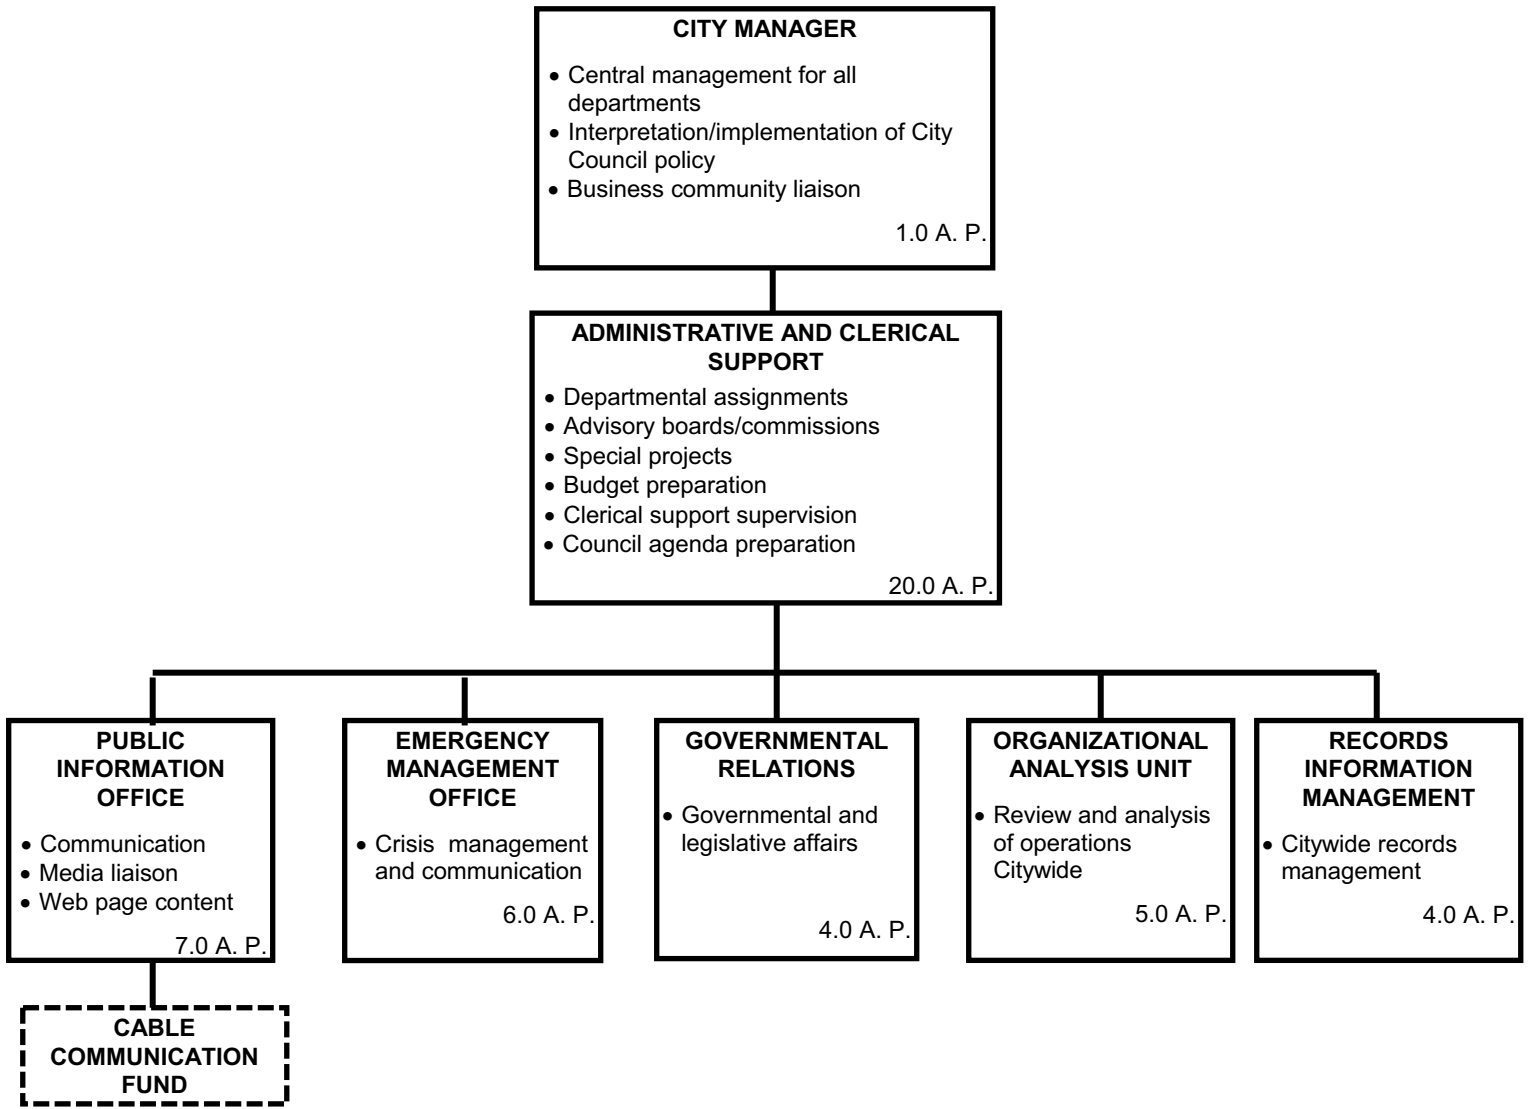 CITY MANAGER
• Central management for all
departments
• Interpretation/implementation of City
Council policy
• Business community liaison
1.0 A. P.
ADMINISTRATIVE AND CLERICAL
SUPPORT
• Departmental assignments
• Advisory boards/commissions
• Special projects
• Budget preparation
• Clerical support supervision
• Council agenda preparation
20.0 A. P.
PUBLIC
INFORMATION
OFFICE
• Communication
• Media liaison
• Web page content
7.0 A. P.
EMERGENCY
MANAGEMENT
OFFICE
• Crisis management
and communication
6.0 A. P.
GOVERNMENTAL
RELATIONS
• Governmental and
legislative affairs
4.0 A. P.
ORGANIZATIONAL
ANALYSIS UNIT
• Review and analysis
of operations
Citywide
5.0 A. P.
RECORDS
INFORMATION
MANAGEMENT
• Citywide records
management
4.0 A. P.
CABLE
COMMUNICATION
FUND